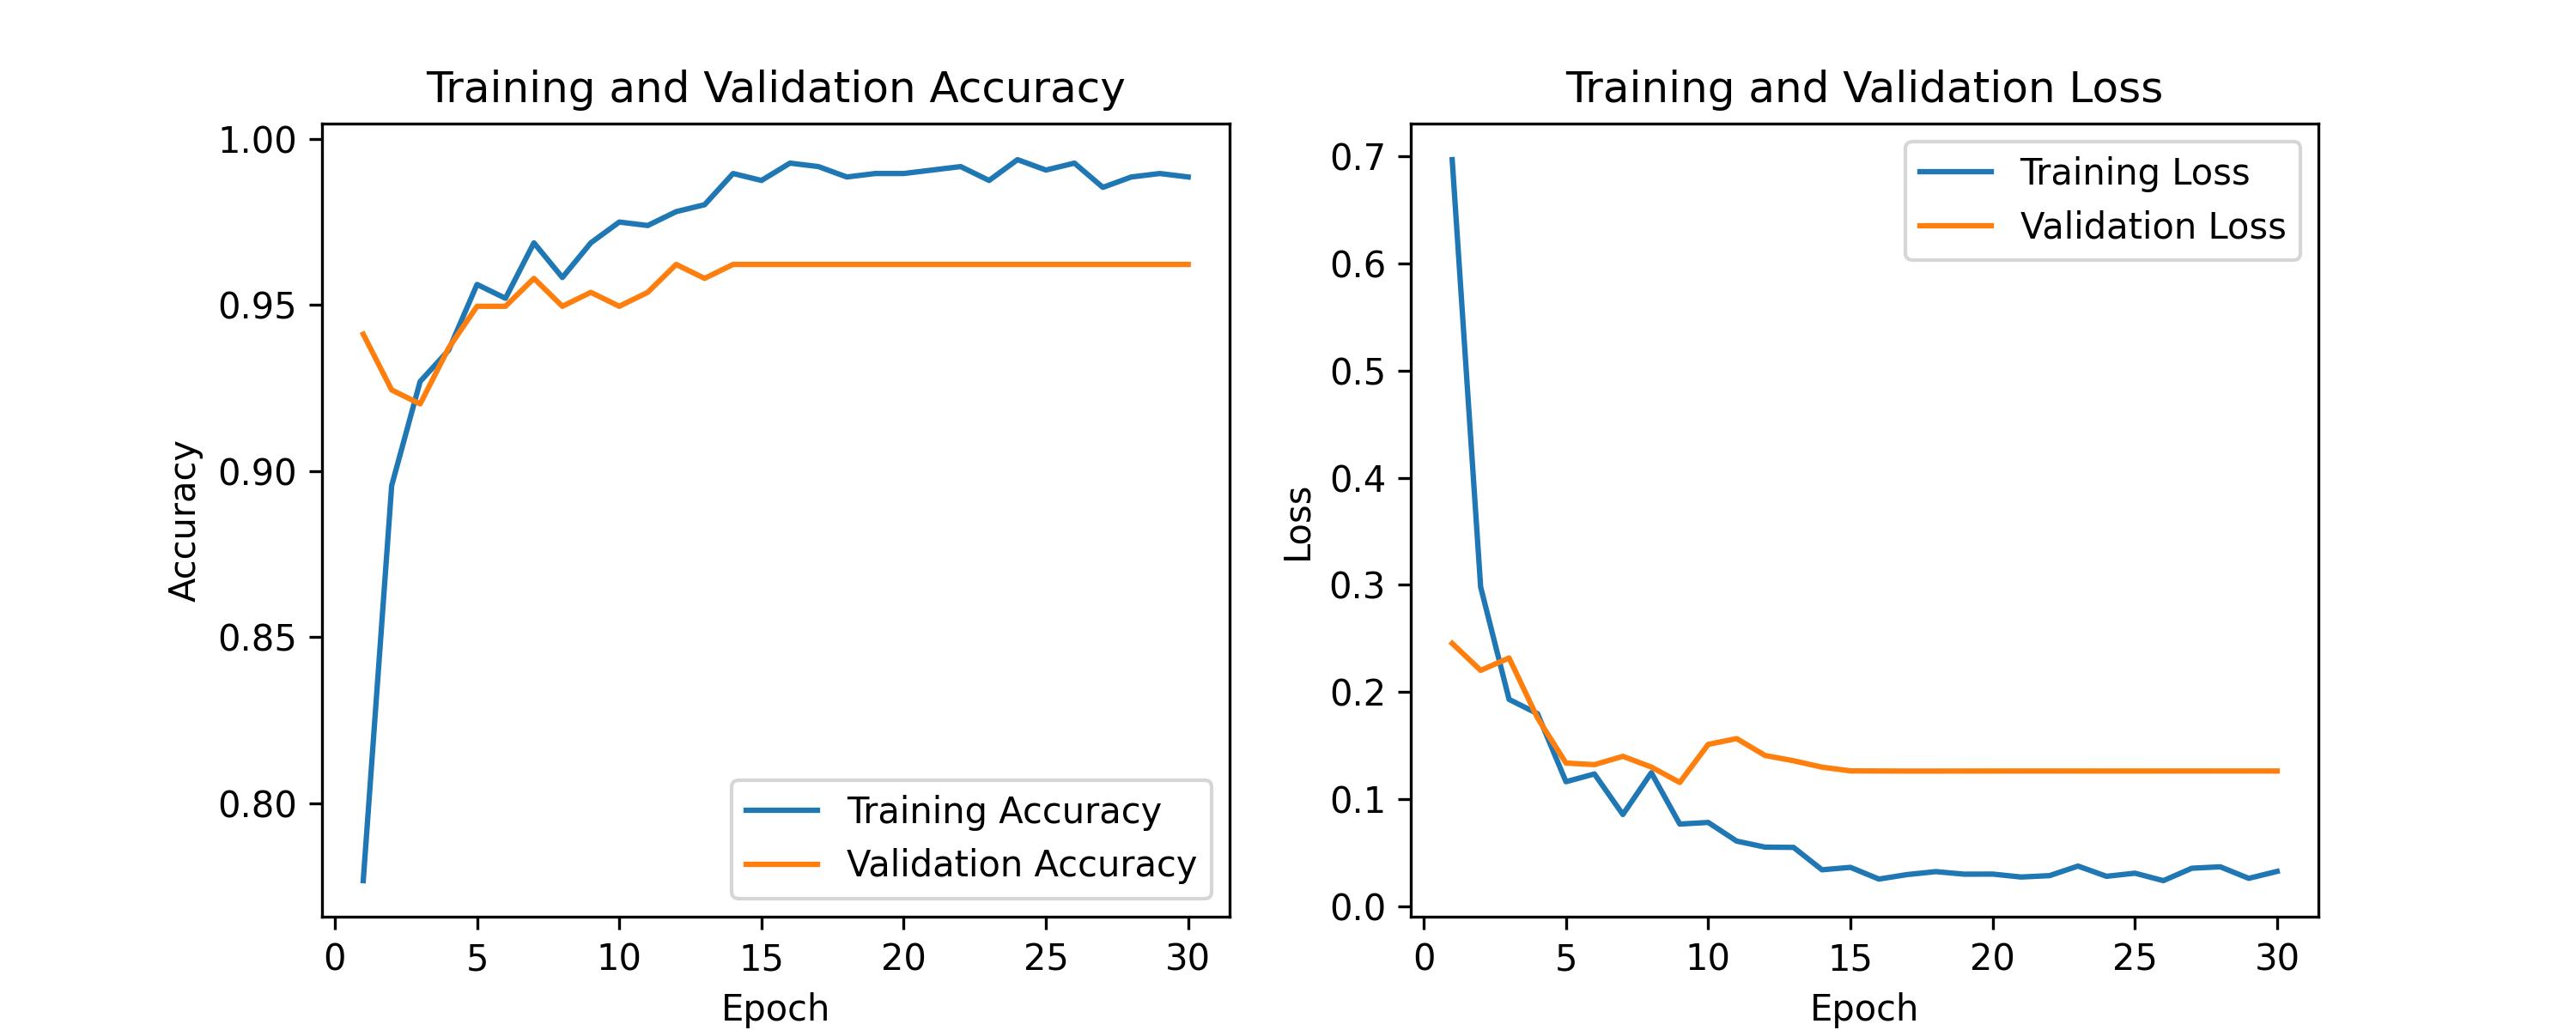 Training and Validation Accuracy
1.00
0.95
0.90
0.85
0.80
Accuracy
Training Accuracy
Validation Accuracy
0 5 10 15 20 25 30
Epoch
Training and Validation Loss
0.7
0.6
0.5
0.4
0.3
0.2
0.1
0.0
Loss
Training Loss
Validation Loss
0 5 10 15 20 25 30
Epoch